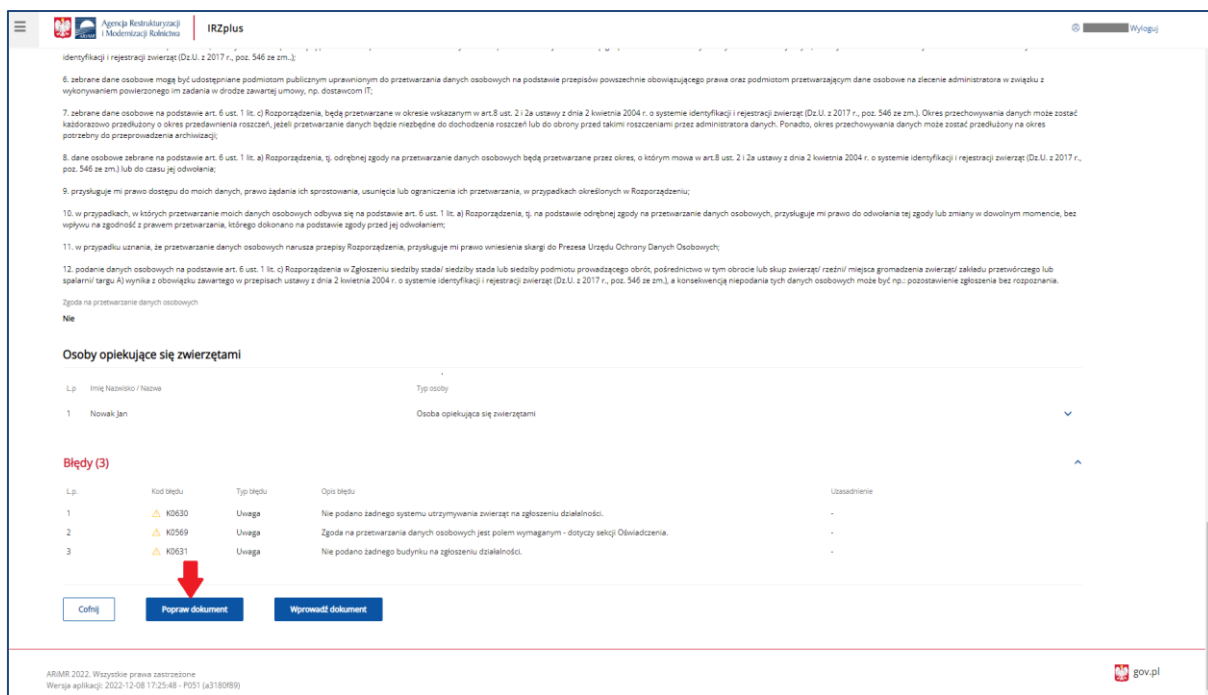 Agencja Restrukturyzacji
i Modernizacji Rolnictwa
IRZplus
Wyloguj
identyfikacji i rejestracji zwierząt (Dz.U. z 2017 r., poz. 546 ze zm..);
6. zebrane dane osobowe mogą być udostępniane podmiotom publicznym uprawnionym do przetwarzania danych osobowych na podstawie przepisów powszechnie obowiązującego prawa oraz podmiotom przetwarzającym dane osobowe na zlecenie administratora w związku z
wykonywaniem powierzonego im zadania w drodze zawartej umowy, np. dostawcom IT;
7. zebrane dane osobowe na podstawie art. 6 ust. 1 lit. c) Rozporządzenia, będą przetwarzane w okresie wskazanym w art.8 ust. 2 i 2a ustawy z dnia 2 kwietnia 2004 r. o systemie identyfikacji i rejestracji zwierząt (Dz.U. z 2017 r., poz. 546 ze zm.). Okres przechowywania danych może zostać
każdorazowo przedłużony o okres przedawnienia roszczeń, jeżeli przetwarzanie danych będzie niezbędne do dochodzenia roszczeń lub do obrony przed takimi roszczeniami przez administratora danych. Ponadto, okres przechowywania danych może zostać przedłużony na okres
potrzebny do przeprowadzenia archiwizacji;
8. dane osobowe zebrane na podstawie art. 6 ust. 1 lit. a) Rozporządzenia, tj. odrębnej zgody na przetwarzanie danych osobowych będą przetwarzane przez okres, o którym mowa w art.8 ust. 2 i 2a ustawy z dnia 2 kwietnia 2004 r. o systemie identyfikacji i rejestracji zwierząt (Dz.U. z 2017 r.,
poz. 546 ze zm.) lub do czasu jej odwołania;
9. przysługuje mi prawo dostępu do moich danych, prawo żądania ich sprostowania, usunięcia lub ograniczenia ich przetwarzania, w przypadkach określonych w Rozporządzeniu;
10. w przypadkach, w których przetwarzanie moich danych osobowych odbywa się na podstawie art. 6 ust. 1 lit. a) Rozporządzenia, tj. na podstawie odrębnej zgody na przetwarzanie danych osobowych, przysługuje mi prawo do odwołania tej zgody lub zmiany w dowolnym momencie, bez
wpływu na zgodność z prawem przetwarzania, którego dokonano na podstawie zgody przed jej odwołaniem;
11. w przypadku uznania, że przetwarzanie danych osobowych narusza przepisy Rozporządzenia, przysługuje mi prawo wniesienia skargi do Prezesa Urzędu Ochrony Danych Osobowych;
12. podanie danych osobowych na podstawie art. 6 ust. 1 lit. c) Rozporządzenia w Zgłoszeniu siedziby stada/ siedziby stada lub siedziby podmiotu prowadzącego obrót, pośrednictwo w tym obrocie lub skup zwierząt/ rzeźni/ miejsca gromadzenia zwierząt/ zakładu przetwórczego lub
spalarni/ targu A) wynika z obowiązku zawartego w przepisach ustawy z dnia 2 kwietnia 2004 r. o systemie identyfikacji i rejestracji zwierząt (Dz.U. z 2017 r., poz. 546 ze zm.), a konsekwencją niepodania tych danych osobowych może być np.: pozostawienie zgłoszenia bez rozpoznania.
Zgoda na przetwarzanie danych osobowych
Nie
Osoby opiekujące się zwierzętami
L.p Imię Nazwisko / Nazwa Typ osoby
1 Nowak Jan Osoba opiekująca się zwierzętami
Błędy (3)
L.p. Kod błędu Typ błędu Opis błędu Uzasadnienie
1 K0630 Uwaga Nie podano żadnego systemu utrzymywania zwierząt na zgłoszeniu działalności. -
2 K0569 Uwaga Zgoda na przetwarzania danych osobowych jest polem wymaganym - dotyczy sekcji Oświadczenia. -
3 K0631 Uwaga Nie podano żadnego budynku na zgłoszeniu działalności. -
Cofnij Popraw dokument Wprowadź dokument
ARiMR 2022. Wszystkie prawa zastrzeżone
Wersja aplikacji: 2022-12-08 17:25:48 - P051 (a3180f89)
gov.pl